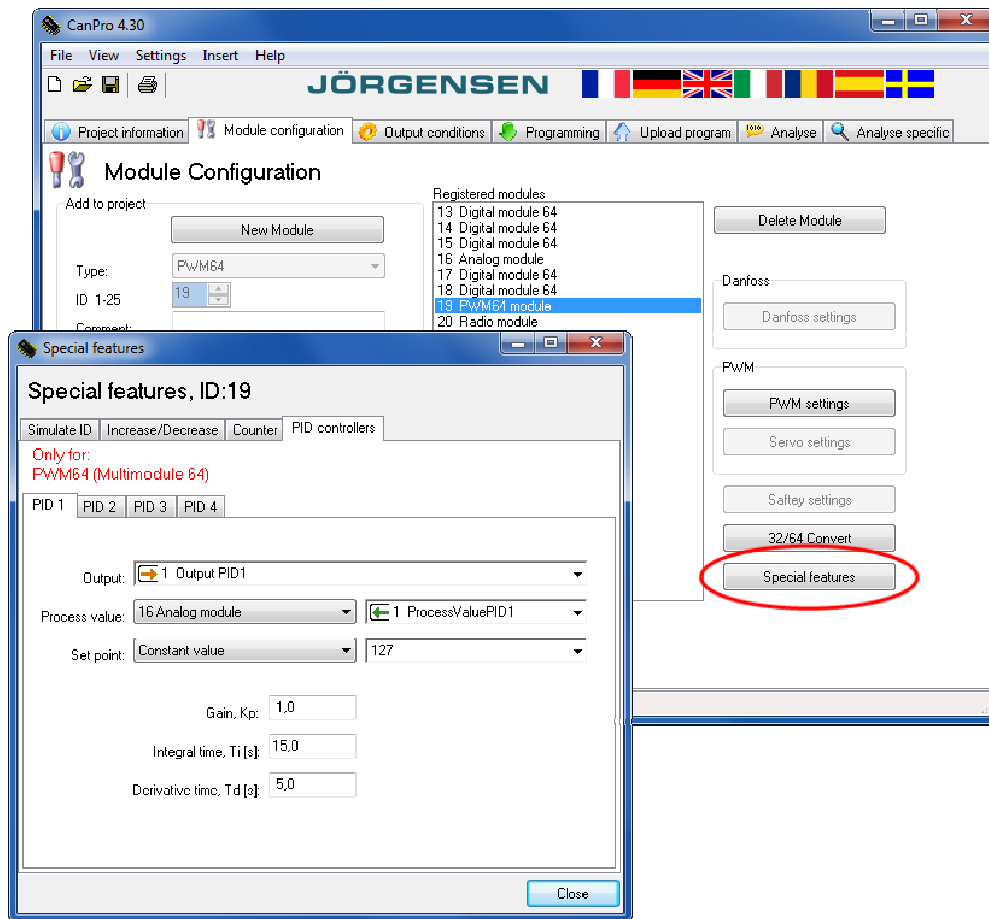 CanPro 4.30
File View Settings Insert Help
JÖRGENSEN
Project information Module configuration Output conditions Programming Upload program Analyse Analyse specific
Module Configuration
Add to project
New Module
Type: PWM64
ID 1-25 19
Comment:
Registered modules
13 Digital module 64
14 Digital module 64
15 Digital module 64
16 Analog module
17 Digital module 64
18 Digital module 64
19 PWM64 module
20 Radio module
Delete Module
Danfoss
Danfoss settings
PWM
PWM settings
Servo settings
Saftey settings
32/64 Convert
Special features
Special features
Special features, ID:19
Simulate ID Increase/Decrease Counter PID controllers
Only for:
PWM64 (Multimodule 64)
PID 1 PID 2 PID 3 PID 4
Output: 1 Output PID1
Process value: 16 Analog module 1 ProcessValuePID1
Set point: Constant value 127
Gain, Kp: 1,0
Integral time, Ti [s]: 15,0
Derivative time, Td [s]: 5,0
Close